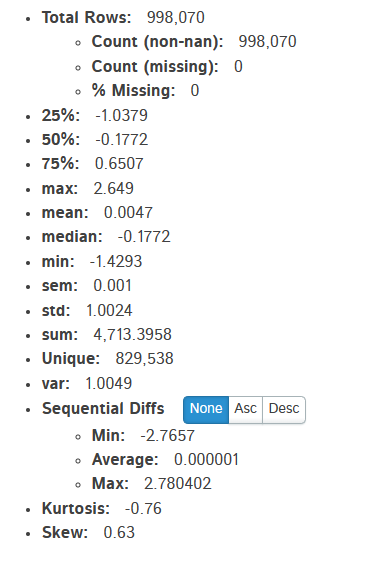 Total Rows: 998,070
Count (non-nan): 998,070
Count (missing): 0
% Missing: 0
25%: -1.0379
50%: -0.1772
75%: 0.6507
max: 2.649
mean: 0.0047
median: -0.1772
min: -1.4293
sem: 0.001
std: 1.0024
sum: 4,713.3958
Unique: 829,538
var: 1.0049
Sequential Diffs None Asc Desc
Min: -2.7657
Average: 0.000001
Max: 2.780402
Kurtosis: -0.76
Skew: 0.63